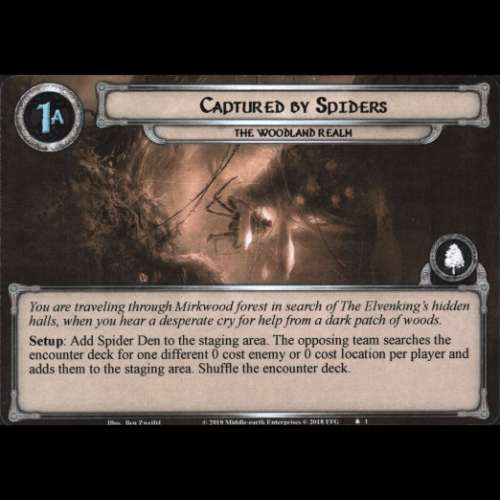 1A
CAPTURED BY SPIDERS
THE WOODLAND REALM
You are traveling through Mirkwood forest in search of The Elvenking's hidden
halls, when you hear a desperate cry for help from a dark patch of woods.
Setup: Add Spider Den to the staging area. The opposing team searches the
encounter deck for one different 0 cost enemy or 0 cost location per player and
adds them to the staging area. Shuffle the encounter deck.
Illus. Ben Zweifel © 2018 Middle-earth Enterprises © 2018 FFG 1